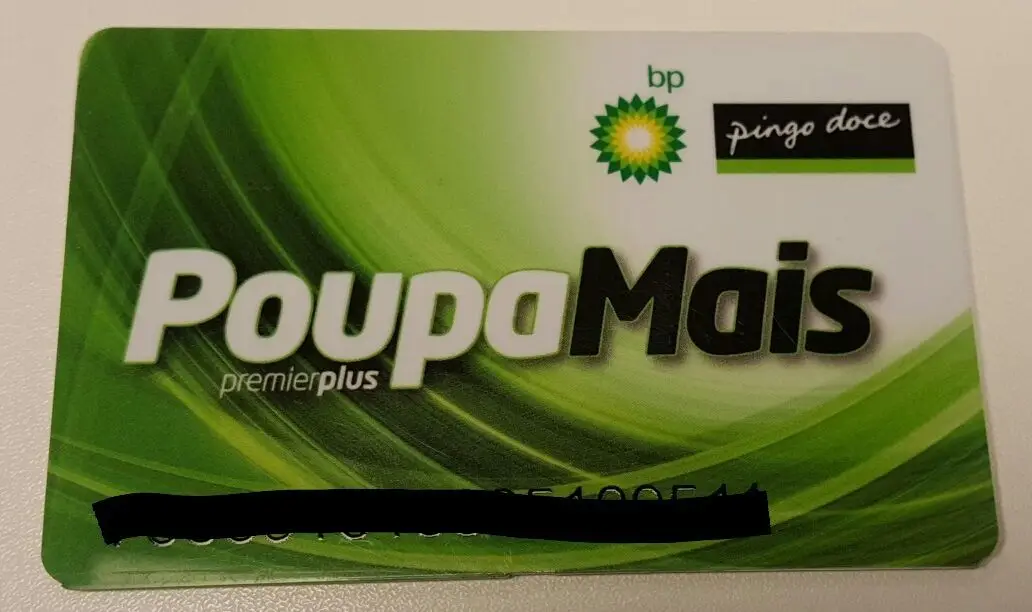 bp
pingo doce
PoupaMais
premierplus